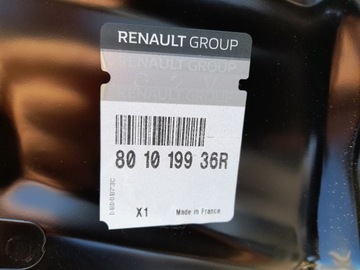 RENAULT GROUP
80 10 199 36R
X1 Made in France